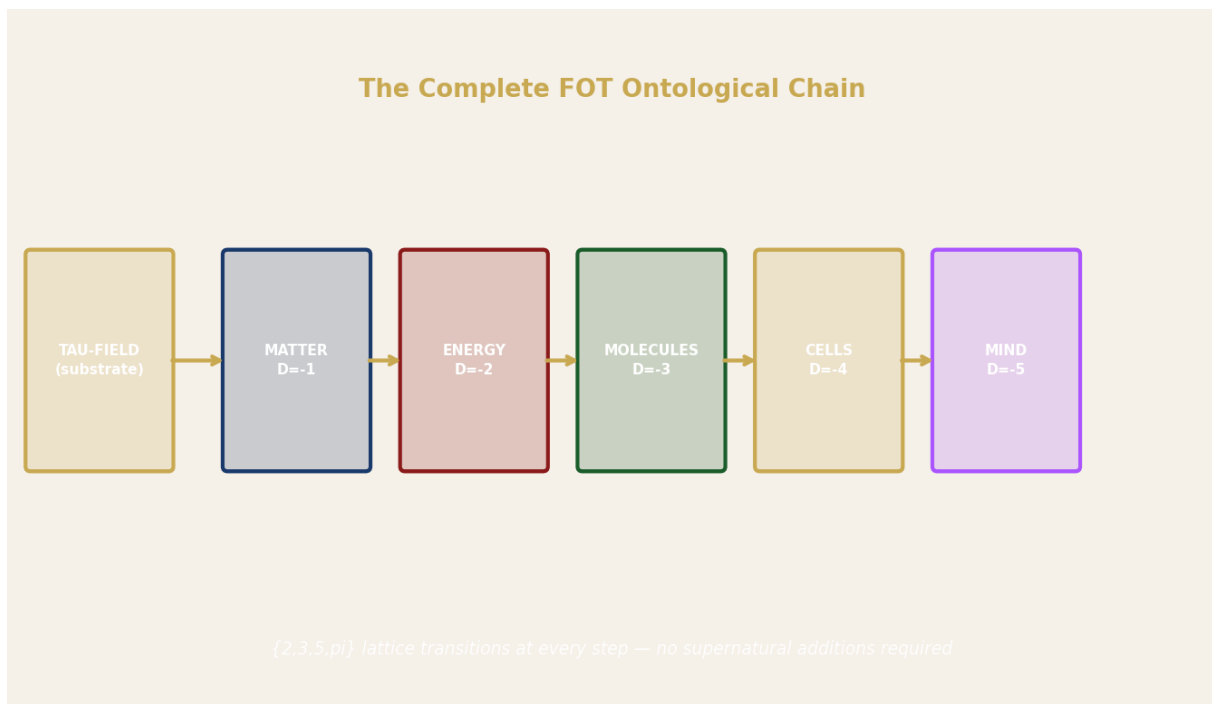 The Complete FOT Ontological Chain
TAU-FIELD
(substrate)
MATTER
D=-1
ENERGY
D=-2
MOLECULES
D=-3
CELLS
D=-4
MIND
D=-5
{2,3,5,pi} lattice transitions at every step — no supernatural additions required